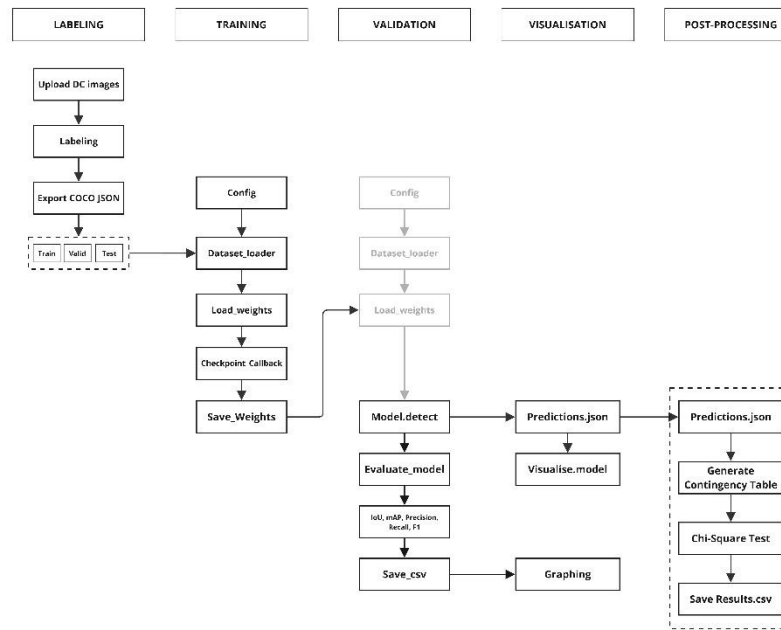 LABELING
TRAINING
VALIDATION
VISUALISATION
POST-PROCESSING
Upload DC images
Labeling
Export COCO JSON
Train
Valid
Test
Config
Dataset_loader
Load_weights
Checkpoint Callback
Save_Weights
Config
Dataset_loader
Load_weights
Model.detect
Evaluate_model
IoU, mAP, Precision,
Recall, F1
Save_csv
Predictions.json
Visualise.model
Graphing
Predictions.json
Generate
Contingency Table
Chi-Square Test
Save Results.csv